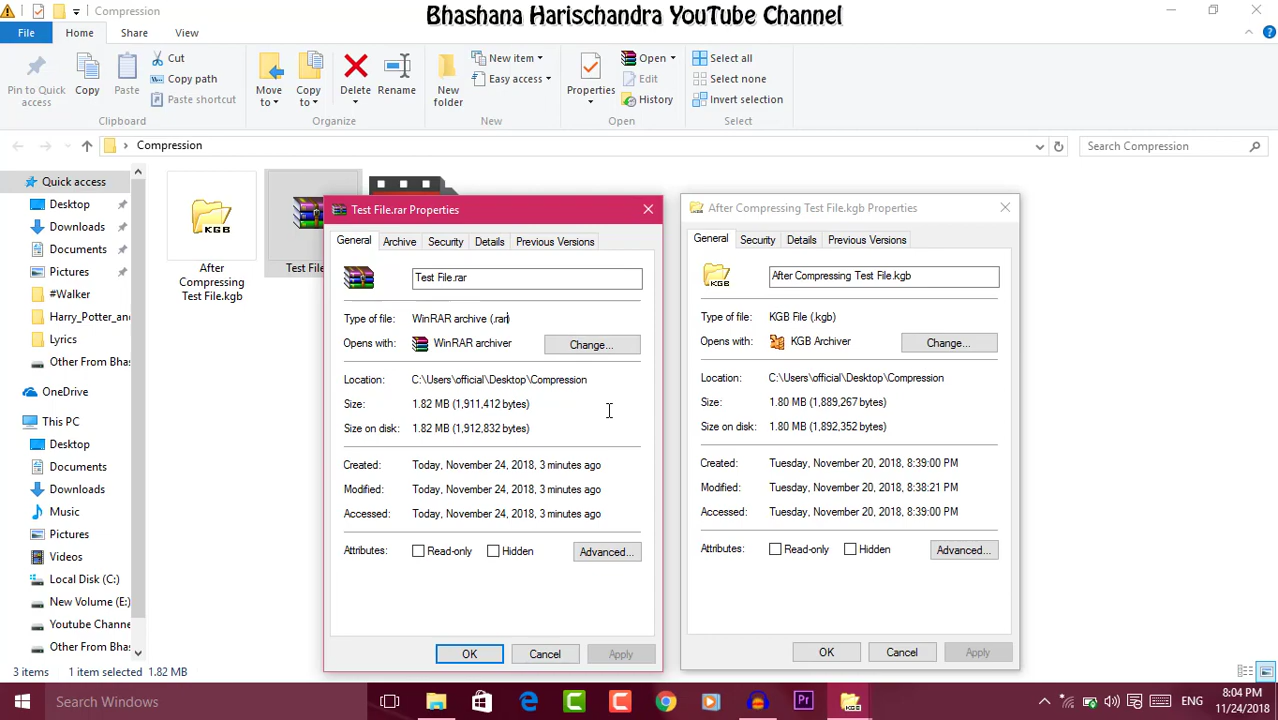 Compression
Bhashana Harischandra YouTube Channel
File Home Share View
Pin to Quick access
Copy
Paste
Cut
Copy path
Paste shortcut
Clipboard
Move to
Copy to
Delete
Rename
Organize
New folder
New item
Easy access
New
Properties
Open
Edit
History
Open
Select all
Select none
Invert selection
Select
Compression
Search Compression
Quick access
Desktop
Downloads
Documents
Pictures
#Walker
Harry_Potter_an
Lyrics
Other From Bhas
OneDrive
This PC
Desktop
Documents
Downloads
Music
Pictures
Videos
Local Disk (C:)
New Volume (E:)
Youtube Channe
Other From Bhas
KGB
After
Compressing
Test File.kgb
Test File
Test File.rar Properties
General Archive Security Details Previous Versions
Test File.rar
Type of file: WinRAR archive (.rar)
Opens with: WinRAR archiver Change...
Location: C:\Users\official\Desktop\Compression
Size: 1.82 MB (1,911,412 bytes)
Size on disk: 1.82 MB (1,912,832 bytes)
Created: Today, November 24, 2018, 3 minutes ago
Modified: Today, November 24, 2018, 3 minutes ago
Accessed: Today, November 24, 2018, 3 minutes ago
Attributes: Read-only Hidden Advanced...
OK Cancel Apply
After Compressing Test File.kgb Properties
General Security Details Previous Versions
KGB
After Compressing Test File.kgb
Type of file: KGB File (.kgb)
Opens with: KGB Archiver Change...
Location: C:\Users\official\Desktop\Compression
Size: 1.80 MB (1,889,267 bytes)
Size on disk: 1.80 MB (1,892,352 bytes)
Created: Tuesday, November 20, 2018, 8:39:00 PM
Modified: Tuesday, November 20, 2018, 8:38:21 PM
Accessed: Tuesday, November 20, 2018, 8:39:00 PM
Attributes: Read-only Hidden Advanced...
OK Cancel Apply
3 items 1 item selected 1.82 MB
Search Windows
Pr
KGB
ENG
8:04 PM
11/24/2018